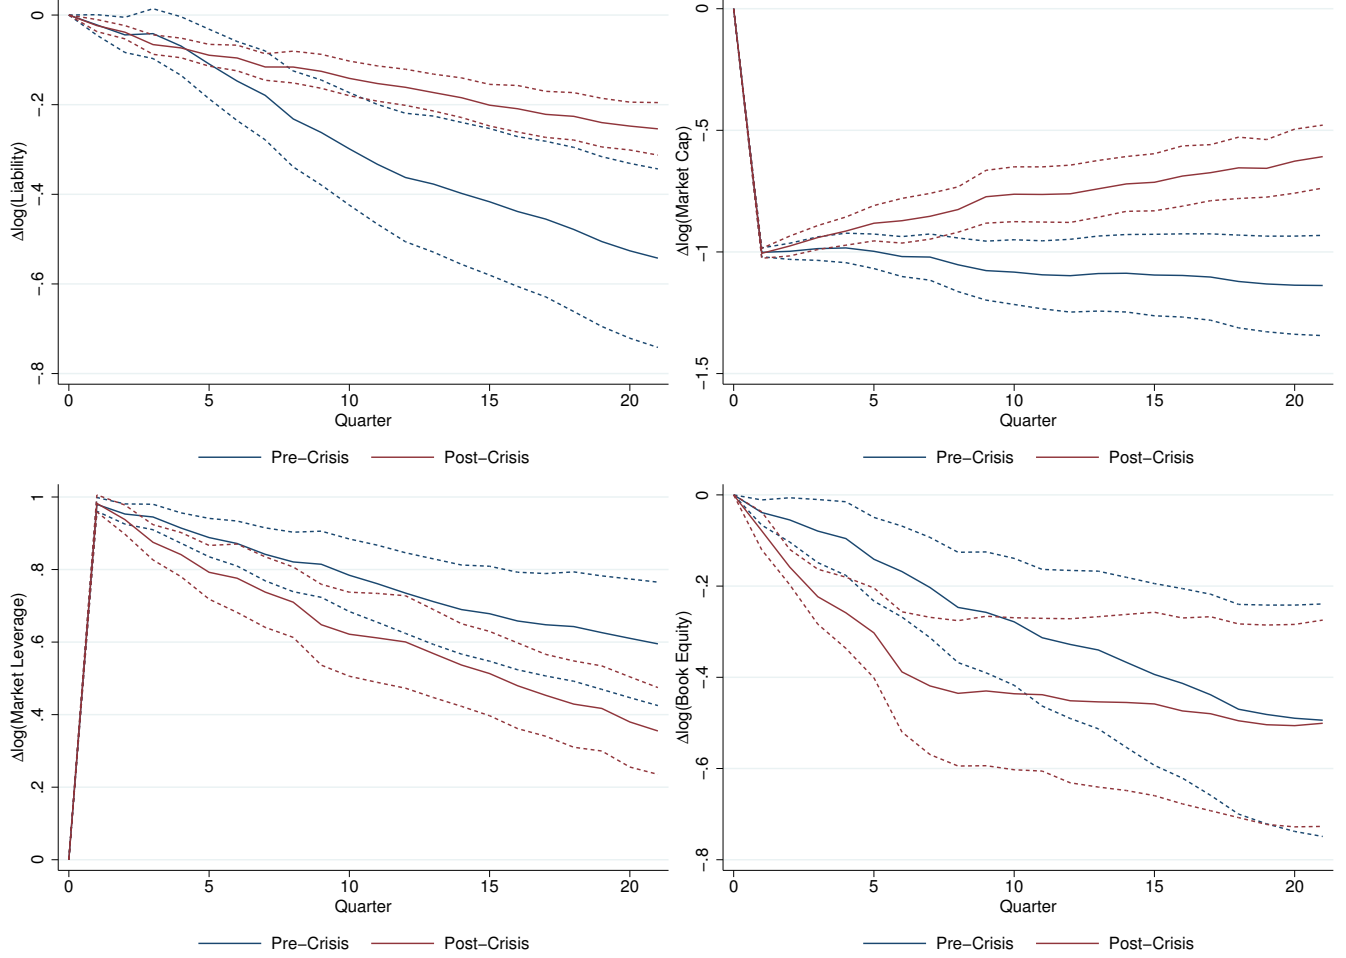 Δlog(Liability)
0
−.2
−.4
−.6
−.8
0 5 10 15 20
Quarter
Pre−Crisis Post−Crisis
Δlog(Market Cap)
0
−.5
−1
−1.5
0 5 10 15 20
Quarter
Pre−Crisis Post−Crisis
Δlog(Market Leverage)
1
.8
.6
.4
.2
0
0 5 10 15 20
Quarter
Pre−Crisis Post−Crisis
Δlog(Book Equity)
0
−.2
−.4
−.6
−.8
0 5 10 15 20
Quarter
Pre−Crisis Post−Crisis